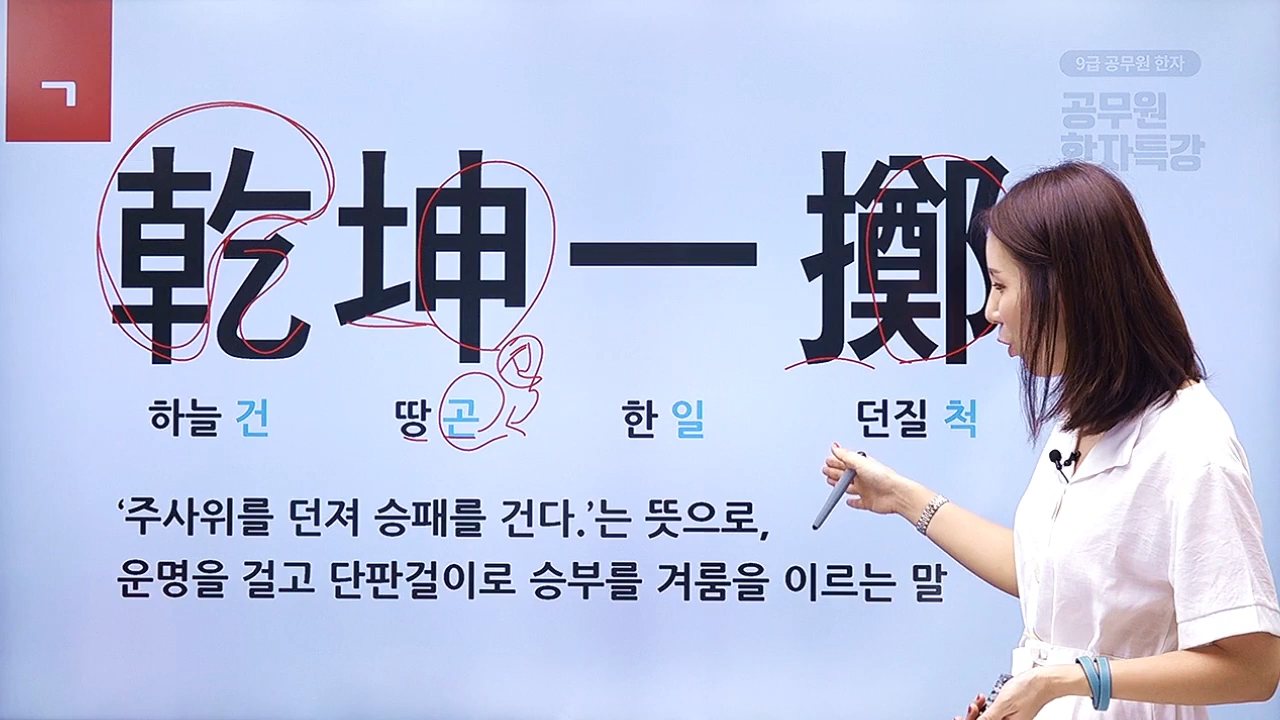 ㄱ
9급 공무원 한자
공무원
한자특강
乾坤一擲
하늘 건 땅 곤 한 일 던질 척
‘주사위를 던져 승패를 건다.’는 뜻으로,
운명을 걸고 단판걸이로 승부를 겨룸을 이르는 말